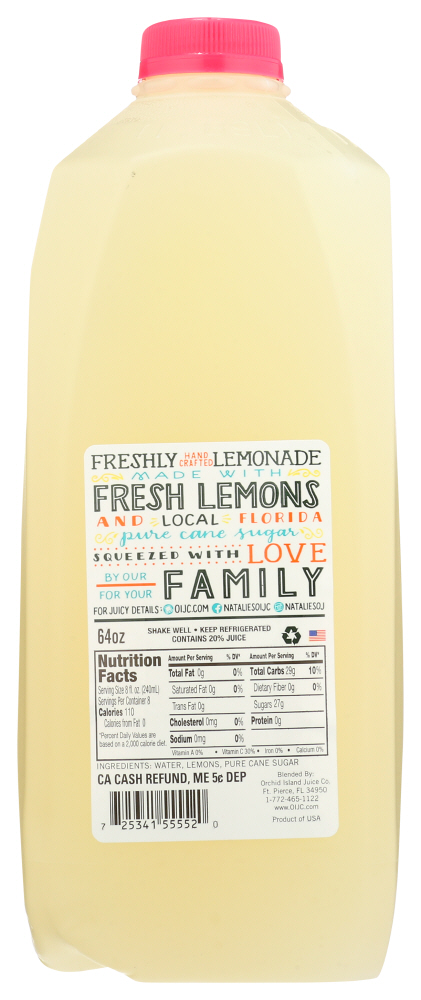 FRESHLY HAND CRAFTED LEMONADE
MADE WITH
FRESH LEMONS
AND LOCAL FLORIDA
pure cane sugar
SQUEEZED WITH LOVE
BY OUR FOR YOUR FAMILY
FOR JUICY DETAILS: OIJC.COM NATALIESOIJC NATALIESOJ
64oz
SHAKE WELL • KEEP REFRIGERATED
CONTAINS 20% JUICE
Nutrition Facts
Serving Size 8 fl. oz. (240mL)
Servings Per Container 8
Calories 110
Calories from Fat 0
*Percent Daily Values are
based on a 2,000 calorie diet.
Amount Per Serving % DV*
Total Fat 0g 0%
Saturated Fat 0g 0%
Trans Fat 0g
Cholesterol 0mg 0%
Sodium 0mg 0%
Amount Per Serving % DV*
Total Carbs 29g 10%
Dietary Fiber 0g 0%
Sugars 27g
Protein 0g
Vitamin A 0% • Vitamin C 30% • Iron 0% • Calcium 0%
INGREDIENTS: WATER, LEMONS, PURE CANE SUGAR
CA CASH REFUND, ME 5¢ DEP
7 25341 55552 0
Blended By:
Orchid Island Juice Co.
Ft. Pierce, FL 34950
1-772-465-1122
www.OIJC.com
Product of USA